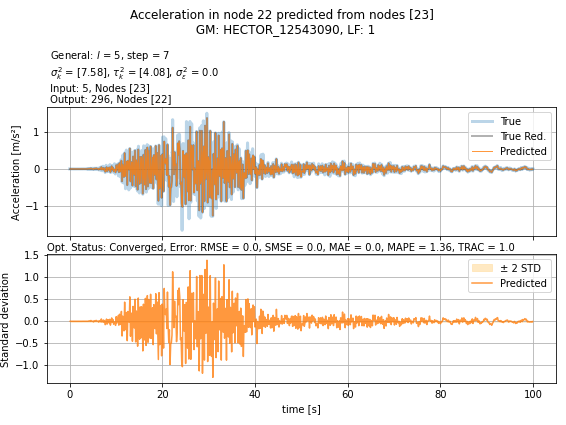 Acceleration in node 22 predicted from nodes [23]
GM: HECTOR_12543090, LF: 1
General: l = 5, step = 7
σ²ₖ = [7.58], τ²ₖ = [4.08], σ²_ε = 0.0
Input: 5, Nodes [23]
Output: 296, Nodes [22]
Acceleration [m/s²]
1
0
−1
True
True Red.
Predicted
Opt. Status: Converged, Error: RMSE = 0.0, SMSE = 0.0, MAE = 0.0, MAPE = 1.36, TRAC = 1.0
Standard deviation
1.5
1.0
0.5
0.0
−0.5
−1.0
± 2 STD
Predicted
0 20 40 60 80 100
time [s]